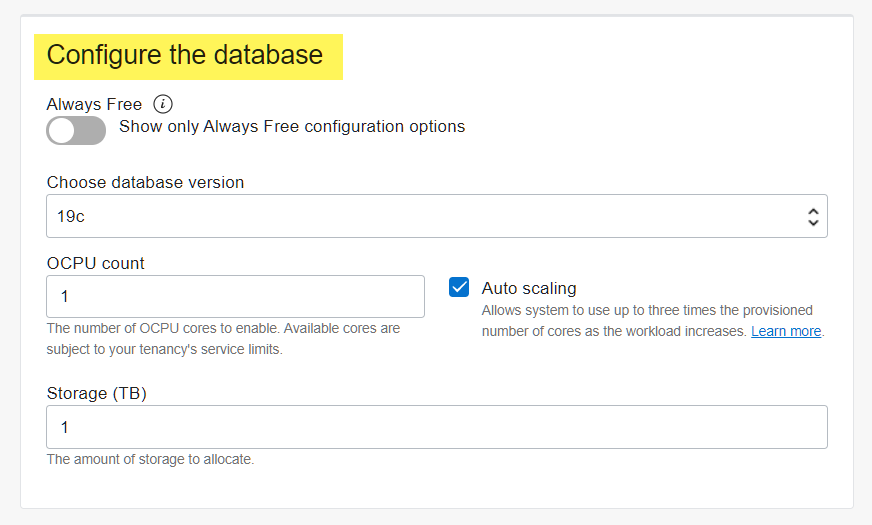 Configure the database
Always Free
Show only Always Free configuration options
Choose database version
19c
OCPU count
1
The number of OCPU cores to enable. Available cores are
subject to your tenancy's service limits.
Auto scaling
Allows system to use up to three times the provisioned
number of cores as the workload increases. Learn more.
Storage (TB)
1
The amount of storage to allocate.